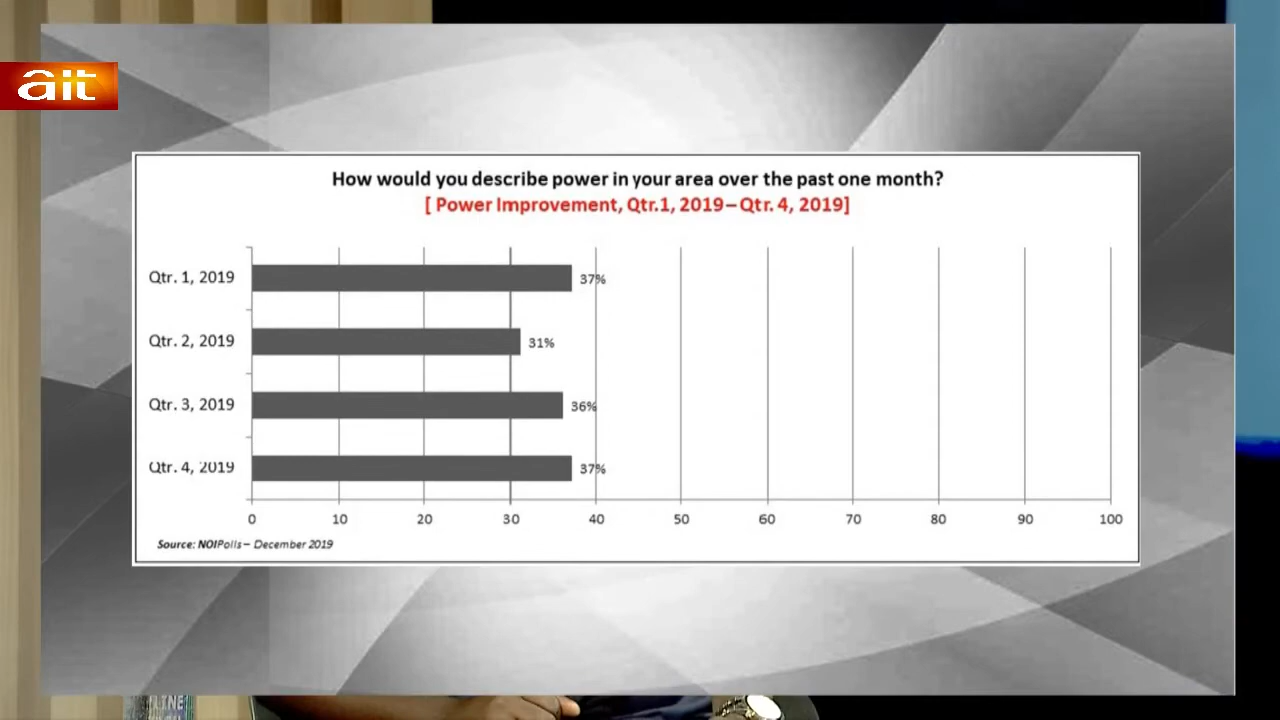 ait
How would you describe power in your area over the past one month?
[ Power Improvement, Qtr.1, 2019 – Qtr. 4, 2019]
Qtr. 1, 2019
37%
Qtr. 2, 2019
31%
Qtr. 3, 2019
36%
Qtr. 4, 2019
37%
0 10 20 30 40 50 60 70 80 90 100
Source: NOIPolls – December 2019
LINE